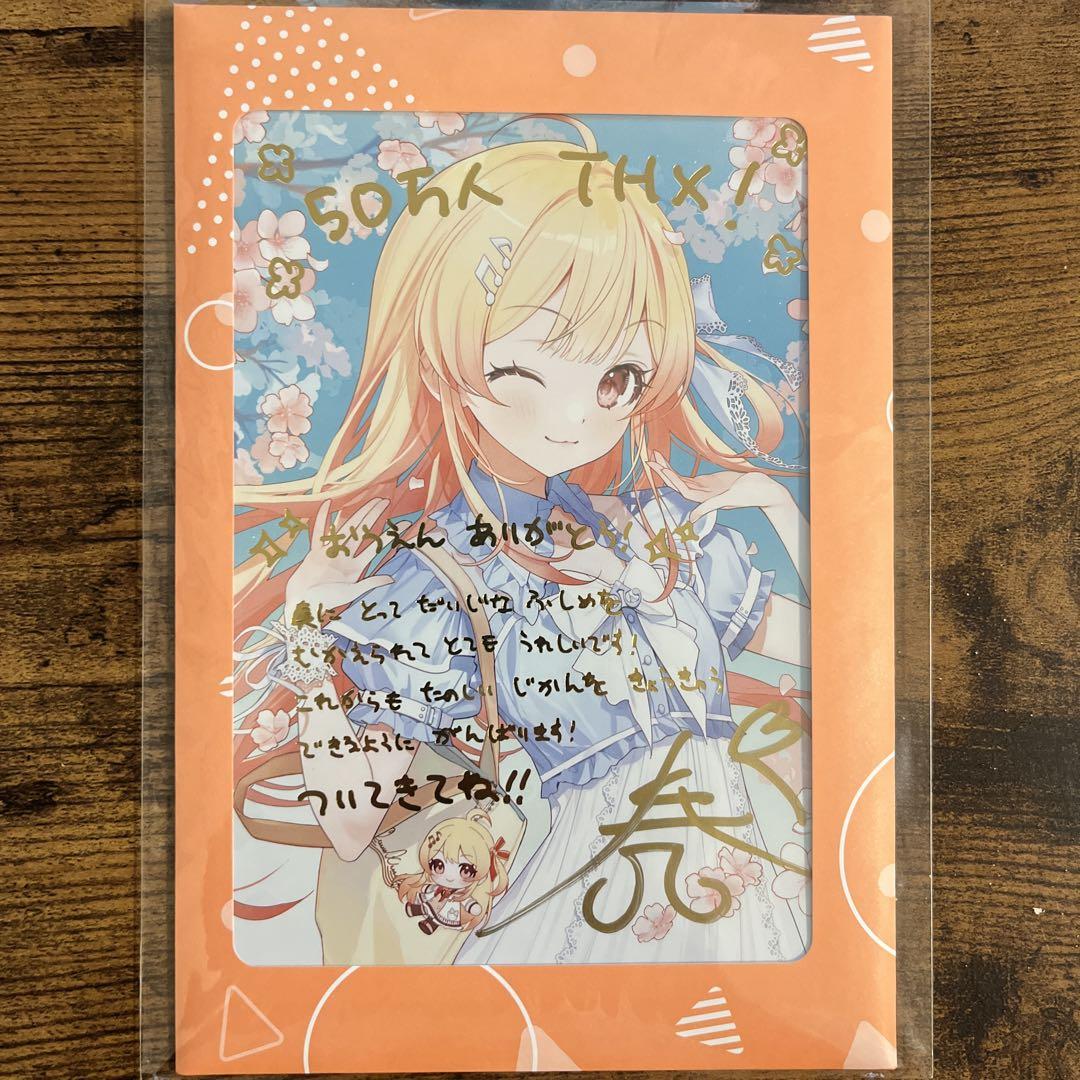 50万人 THX!
おうえん ありがとう!
奏に とって だいじな ふしめを
むかえられて とても うれしいです!
これからも たのしい じかんを きょうきゅう
できるように がんばります!
ついてきてね!!
奏